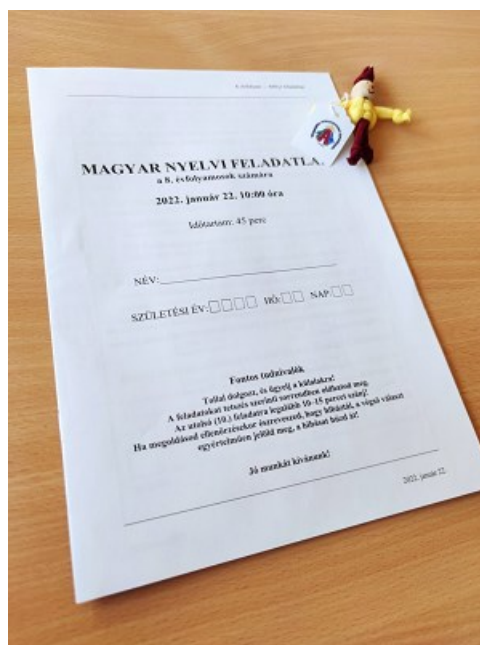 MAGYAR NYELVI FELADATLA
a 8. évfolyamosok számára
2022. január 22. 10:00 óra
Időtartam: 45 perc
NÉV:
SZÜLETÉSI ÉV: HÓ: NAP:
Fontos tudnivalók
Tollal dolgozz, és ügyelj a külalakra!
A feladatokat tetszés szerinti sorrendben oldhatod meg.
Az utolsó (10.) feladatra legalább 10–15 percet szánj!
Ha megoldásod ellenőrzésekor észreveszed, hogy hibáztál, a végső választ
egyértelműen jelöld meg, a hibásat húzd át!
Jó munkát kívánunk!
2022. január 22.